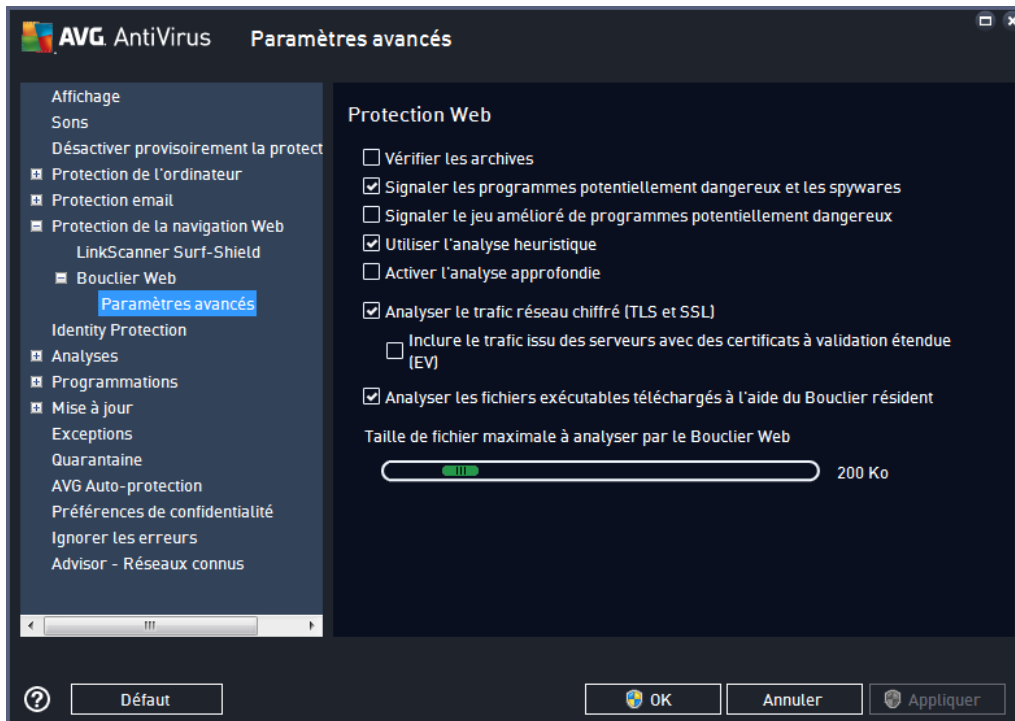 AVG AntiVirus Paramètres avancés
Affichage
Sons
Désactiver provisoirement la protect
Protection de l'ordinateur
Protection email
Protection de la navigation Web
LinkScanner Surf-Shield
Bouclier Web
Paramètres avancés
Identity Protection
Analyses
Programmations
Mise à jour
Exceptions
Quarantaine
AVG Auto-protection
Préférences de confidentialité
Ignorer les erreurs
Advisor - Réseaux connus
Protection Web
Vérifier les archives
Signaler les programmes potentiellement dangereux et les spywares
Signaler le jeu amélioré de programmes potentiellement dangereux
Utiliser l'analyse heuristique
Activer l'analyse approfondie
Analyser le trafic réseau chiffré (TLS et SSL)
Inclure le trafic issu des serveurs avec des certificats à validation étendue
(EV)
Analyser les fichiers exécutables téléchargés à l'aide du Bouclier résident
Taille de fichier maximale à analyser par le Bouclier Web
200 Ko
? Défaut OK Annuler Appliquer